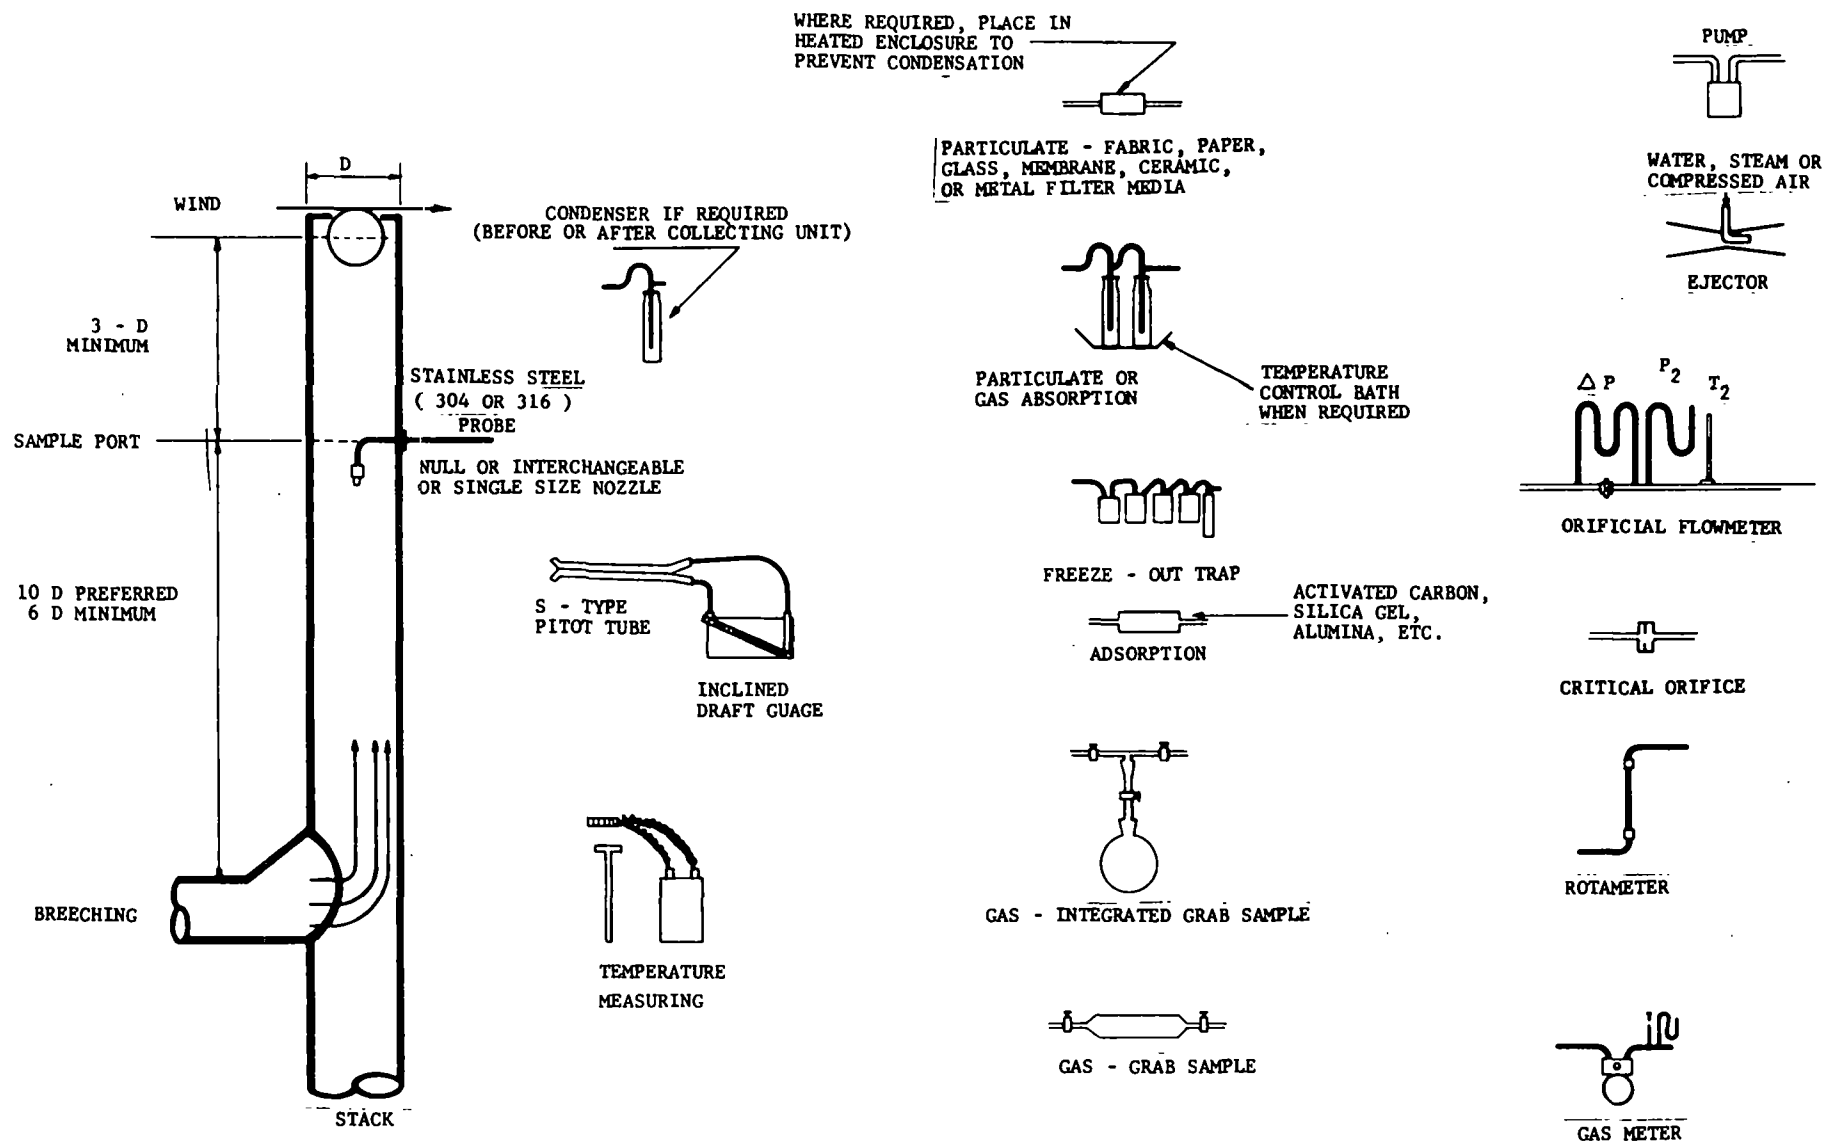 D
WIND
3 - D
MINIMUM
SAMPLE PORT
10 D PREFERRED
6 D MINIMUM
BREECHING
STACK
CONDENSER IF REQUIRED
(BEFORE OR AFTER COLLECTING UNIT)
STAINLESS STEEL
( 304 OR 316 )
PROBE
NULL OR INTERCHANGEABLE
OR SINGLE SIZE NOZZLE
S - TYPE
PITOT TUBE
INCLINED
DRAFT GUAGE
TEMPERATURE
MEASURING
WHERE REQUIRED, PLACE IN
HEATED ENCLOSURE TO
PREVENT CONDENSATION
PARTICULATE - FABRIC, PAPER,
GLASS, MEMBRANE, CERAMIC,
OR METAL FILTER MEDIA
PARTICULATE OR
GAS ABSORPTION
TEMPERATURE
CONTROL BATH
WHEN REQUIRED
FREEZE - OUT TRAP
ACTIVATED CARBON,
SILICA GEL,
ALUMINA, ETC.
ADSORPTION
GAS - INTEGRATED GRAB SAMPLE
GAS - GRAB SAMPLE
PUMP
WATER, STEAM OR
COMPRESSED AIR
EJECTOR
△ P P2 T2
ORIFICIAL FLOWMETER
CRITICAL ORIFICE
ROTAMETER
GAS METER